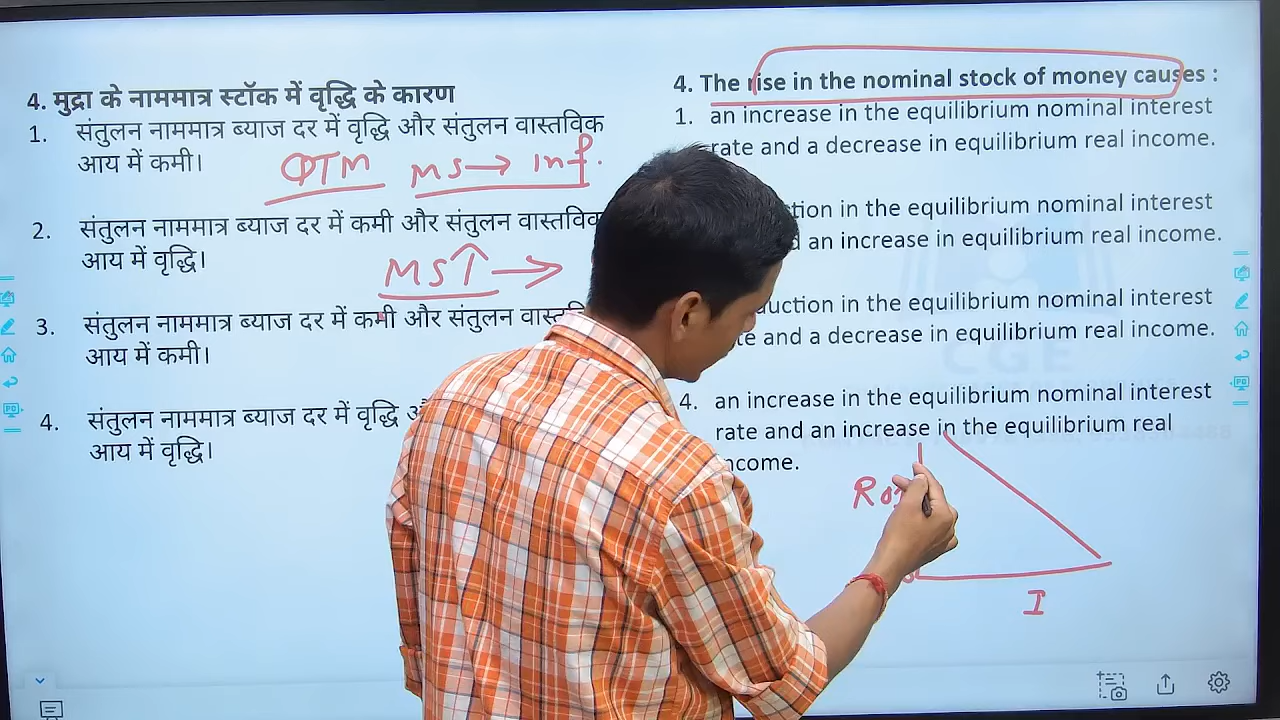 4. मुद्रा के नाममात्र स्टॉक में वृद्धि के कारण
1. संतुलन नाममात्र ब्याज दर में वृद्धि और संतुलन वास्तविक
आय में कमी।
QTM MS → Inf.
2. संतुलन नाममात्र ब्याज दर में कमी और संतुलन वास्तविक
आय में वृद्धि।
MS↑ →
3. संतुलन नाममात्र ब्याज दर में कमी और संतुलन
आय में कमी।
4. संतुलन नाममात्र ब्याज दर में वृद्धि
आय में वृद्धि।
4. The rise in the nominal stock of money causes :
1. an increase in the equilibrium nominal interest
rate and a decrease in equilibrium real income.
in the equilibrium nominal interest
an increase in equilibrium real income.
in the equilibrium nominal interest
and a decrease in equilibrium real income.
4. an increase in the equilibrium nominal interest
rate and an increase in the equilibrium real
income.
I
CGE